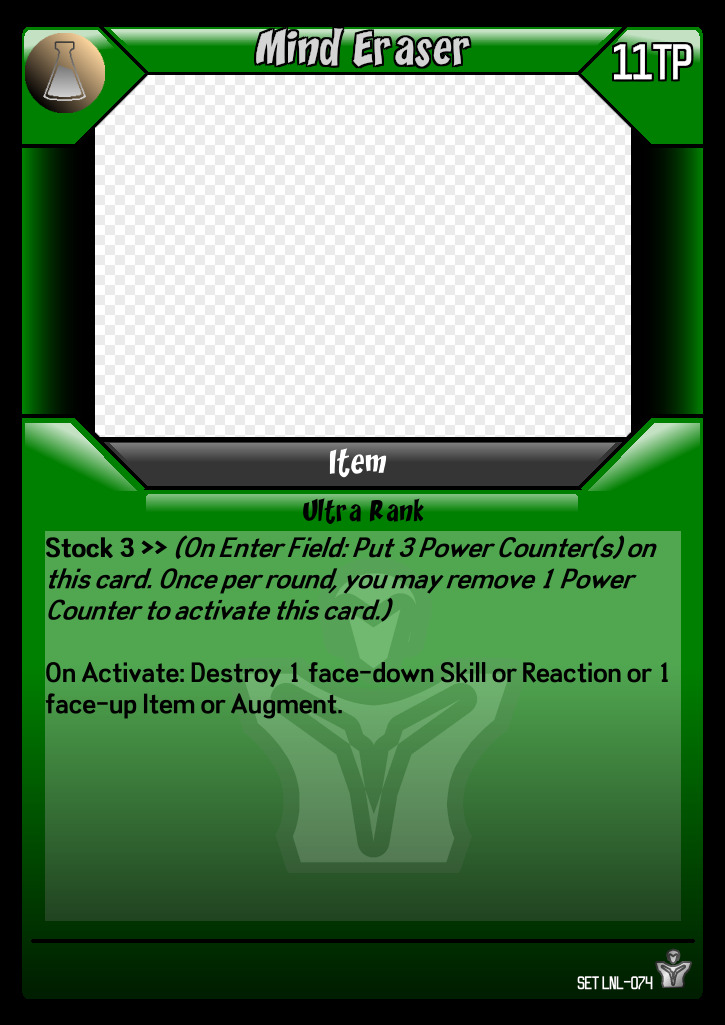 Mind Eraser
11TP
Item
Ultra Rank
Stock 3 >> (On Enter Field: Put 3 Power Counter(s) on
this card. Once per round, you may remove 1 Power
Counter to activate this card.)
On Activate: Destroy 1 face-down Skill or Reaction or 1
face-up Item or Augment.
SET LNL-074